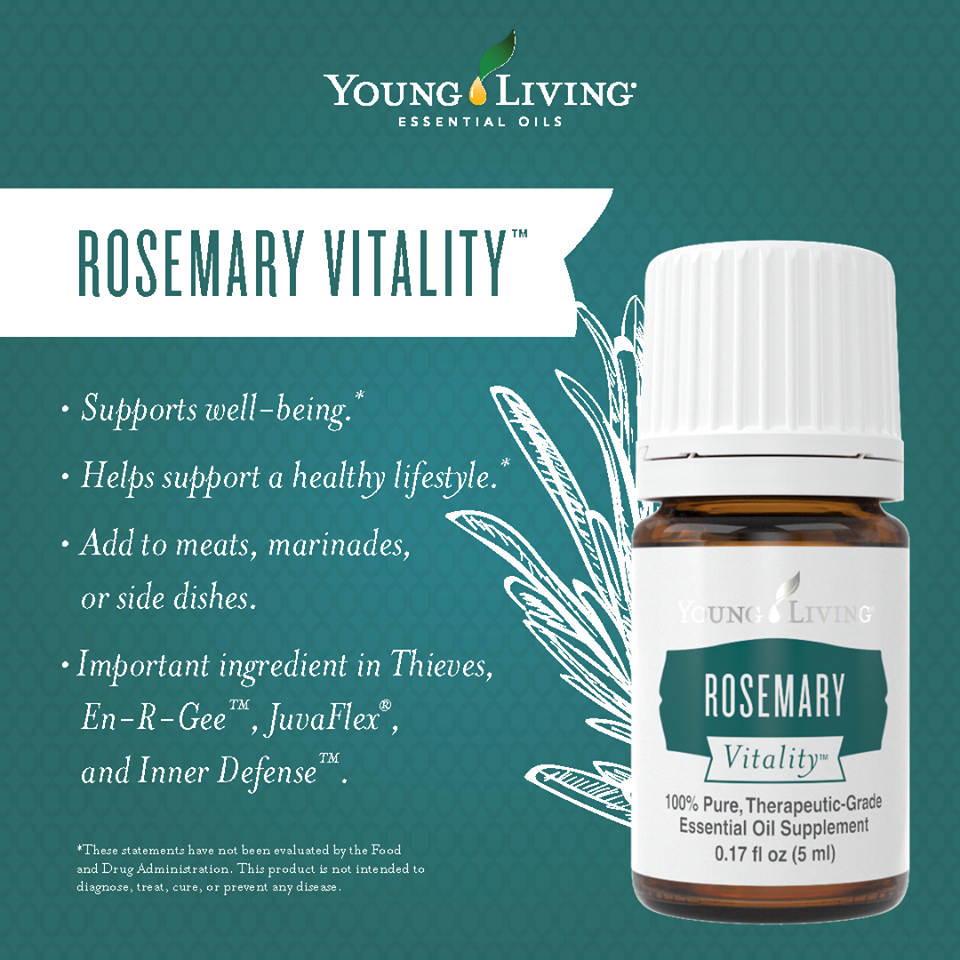 YOUNG LIVING®
ESSENTIAL OILS
ROSEMARY VITALITY™
• Supports well-being.*
• Helps support a healthy lifestyle.*
• Add to meats, marinades,
or side dishes.
• Important ingredient in Thieves,
En-R-Gee™, JuvaFlex®,
and Inner Defense™.
*These statements have not been evaluated by the Food
and Drug Administration. This product is not intended to
diagnose, treat, cure, or prevent any disease.
YOUNG LIVING®
ROSEMARY
Vitality™
100% Pure, Therapeutic-Grade
Essential Oil Supplement
0.17 fl oz (5 ml)